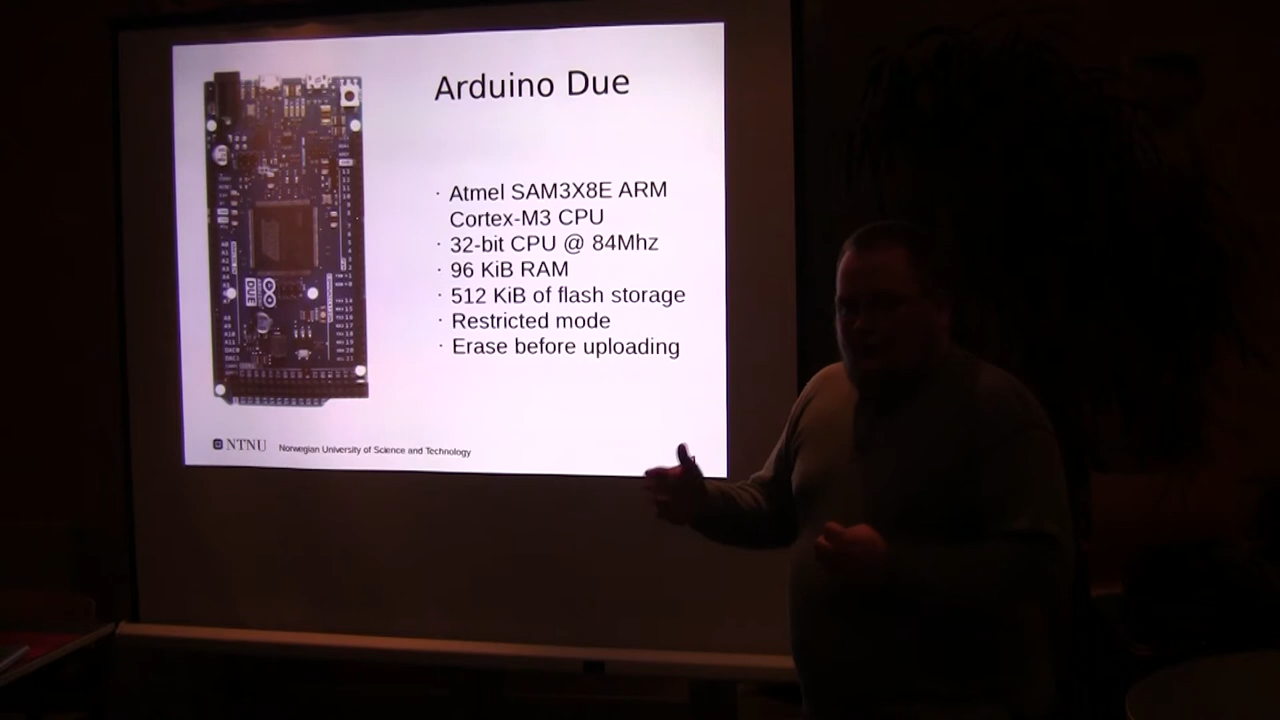 Arduino Due
· Atmel SAM3X8E ARM
Cortex-M3 CPU
· 32-bit CPU @ 84Mhz
· 96 KiB RAM
· 512 KiB of flash storage
· Restricted mode
· Erase before uploading
DUE
NTNU Norwegian University of Science and Technology